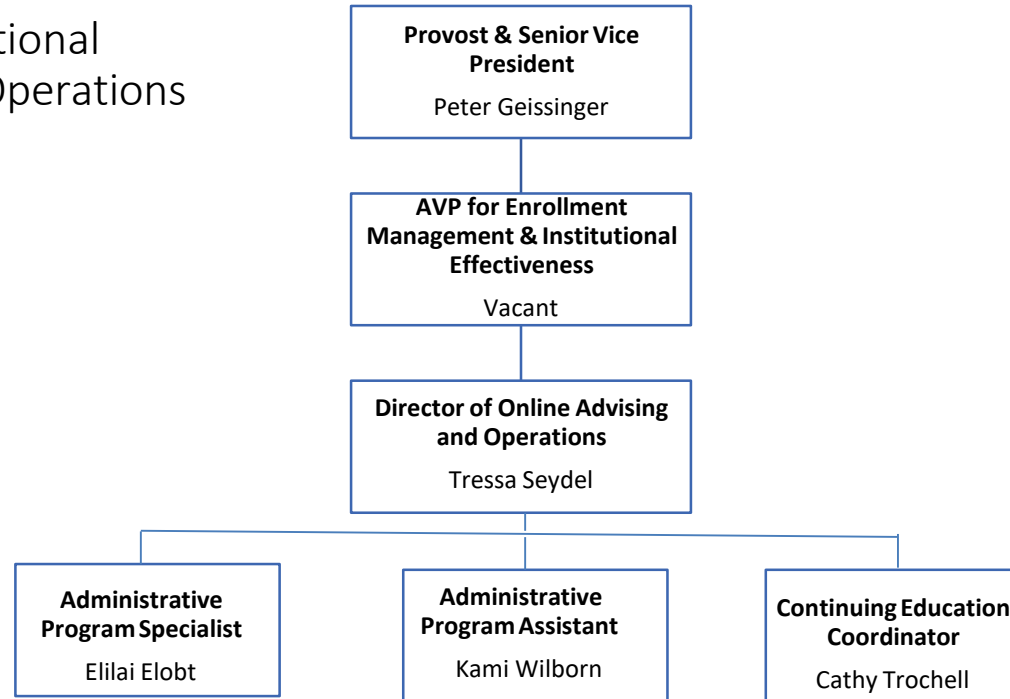 tional
Operations
Provost & Senior Vice
President
Peter Geissinger
AVP for Enrollment
Management & Institutional
Effectiveness
Vacant
Director of Online Advising
and Operations
Tressa Seydel
Administrative
Program Specialist
Elilai Elobt
Administrative
Program Assistant
Kami Wilborn
Continuing Education
Coordinator
Cathy Trochell